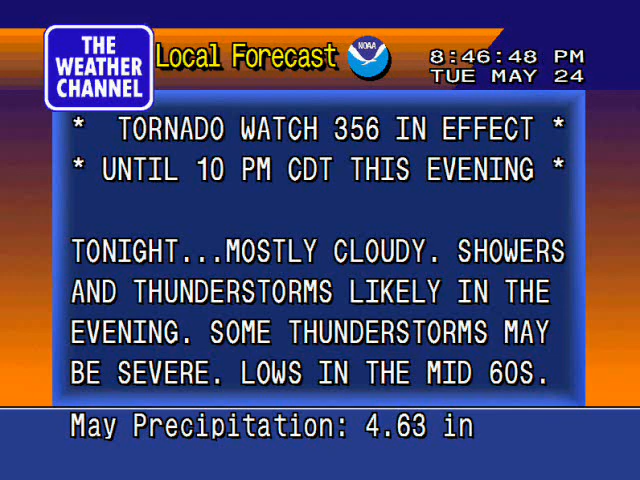 THE
WEATHER
CHANNEL
Local Forecast
NOAA
8:46:48 PM
TUE MAY 24
* TORNADO WATCH 356 IN EFFECT *
* UNTIL 10 PM CDT THIS EVENING *
TONIGHT...MOSTLY CLOUDY. SHOWERS
AND THUNDERSTORMS LIKELY IN THE
EVENING. SOME THUNDERSTORMS MAY
BE SEVERE. LOWS IN THE MID 60S.
May Precipitation: 4.63 in